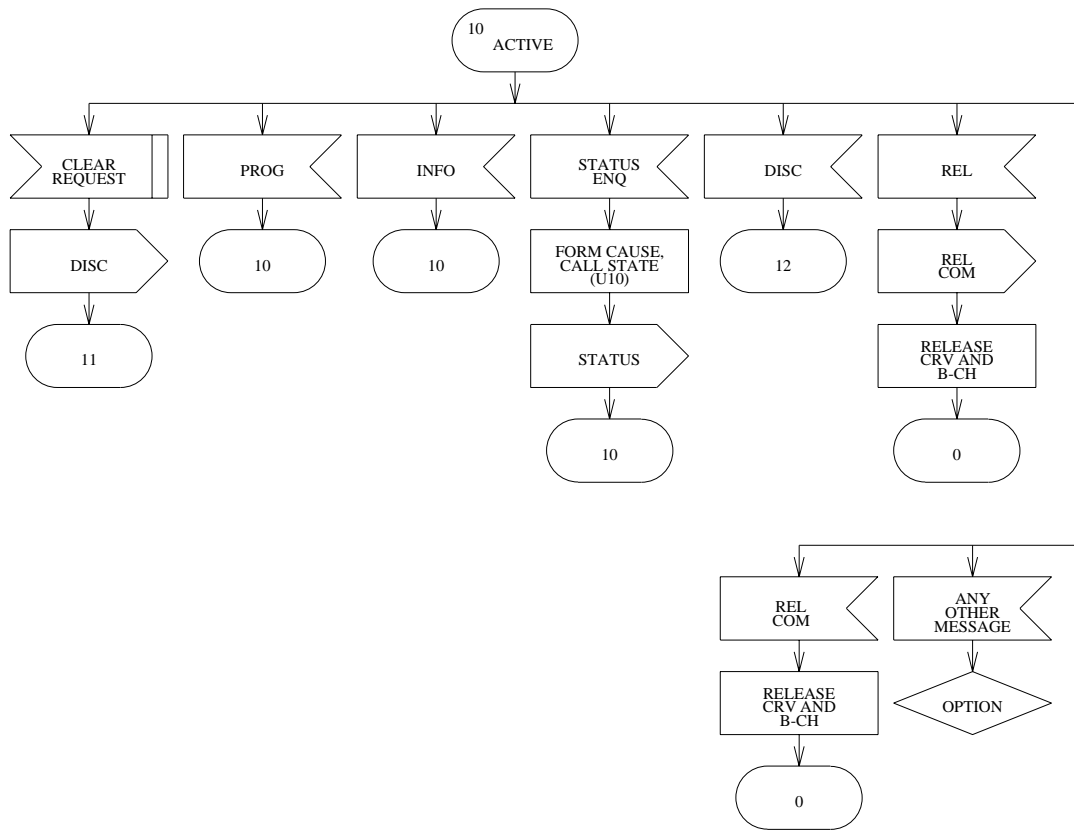 10
ACTIVE
CLEAR
REQUEST
PROG
INFO
STATUS
ENQ
DISC
REL
DISC
10
10
FORM CAUSE,
CALL STATE
(U10)
12
REL
COM
11
STATUS
RELEASE
CRV AND
B-CH
10
0
REL
COM
ANY
OTHER
MESSAGE
RELEASE
CRV AND
B-CH
OPTION
0